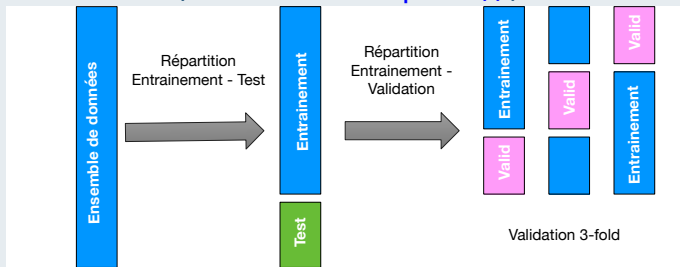 Ensemble de données
Répartition
Entrainement - Test
Entrainement
Test
Répartition
Entrainement -
Validation
Entrainement
Valid
Valid
Valid
Entrainement
Validation 3-fold